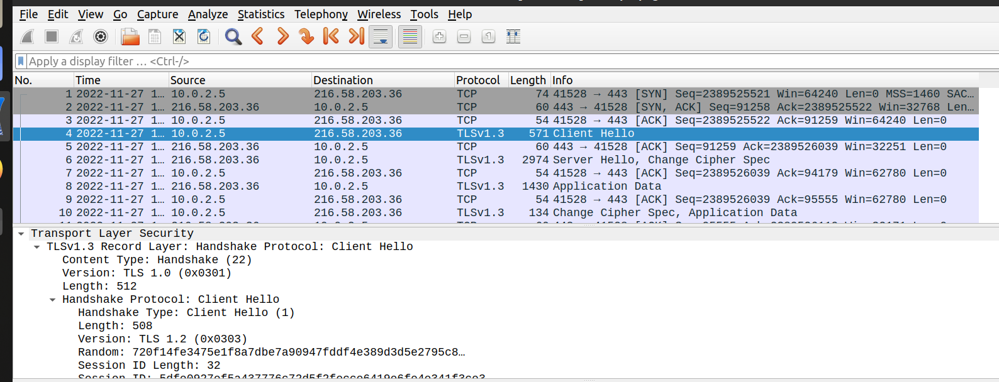 File Edit View Go Capture Analyze Statistics Telephony Wireless Tools Help
Apply a display filter … <Ctrl-/>
No. Time Source Destination Protocol Length Info
1 2022-11-27 1… 10.0.2.5 216.58.203.36 TCP 74 41528 → 443 [SYN] Seq=2389525521 Win=64240 Len=0 MSS=1460 SAC…
2 2022-11-27 1… 216.58.203.36 10.0.2.5 TCP 60 443 → 41528 [SYN, ACK] Seq=91258 Ack=2389525522 Win=32768 Len…
3 2022-11-27 1… 10.0.2.5 216.58.203.36 TCP 54 41528 → 443 [ACK] Seq=2389525522 Ack=91259 Win=64240 Len=0
4 2022-11-27 1… 10.0.2.5 216.58.203.36 TLSv1.3 571 Client Hello
5 2022-11-27 1… 216.58.203.36 10.0.2.5 TCP 60 443 → 41528 [ACK] Seq=91259 Ack=2389526039 Win=32251 Len=0
6 2022-11-27 1… 216.58.203.36 10.0.2.5 TLSv1.3 2974 Server Hello, Change Cipher Spec
7 2022-11-27 1… 10.0.2.5 216.58.203.36 TCP 54 41528 → 443 [ACK] Seq=2389526039 Ack=94179 Win=62780 Len=0
8 2022-11-27 1… 216.58.203.36 10.0.2.5 TLSv1.3 1430 Application Data
9 2022-11-27 1… 10.0.2.5 216.58.203.36 TCP 54 41528 → 443 [ACK] Seq=2389526039 Ack=95555 Win=62780 Len=0
10 2022-11-27 1… 10.0.2.5 216.58.203.36 TLSv1.3 134 Change Cipher Spec, Application Data
Transport Layer Security
TLSv1.3 Record Layer: Handshake Protocol: Client Hello
Content Type: Handshake (22)
Version: TLS 1.0 (0x0301)
Length: 512
Handshake Protocol: Client Hello
Handshake Type: Client Hello (1)
Length: 508
Version: TLS 1.2 (0x0303)
Random: 720f14fe3475e1f8a7dbe7a90947fddf4e389d3d5e2795c8…
Session ID Length: 32
Session ID: